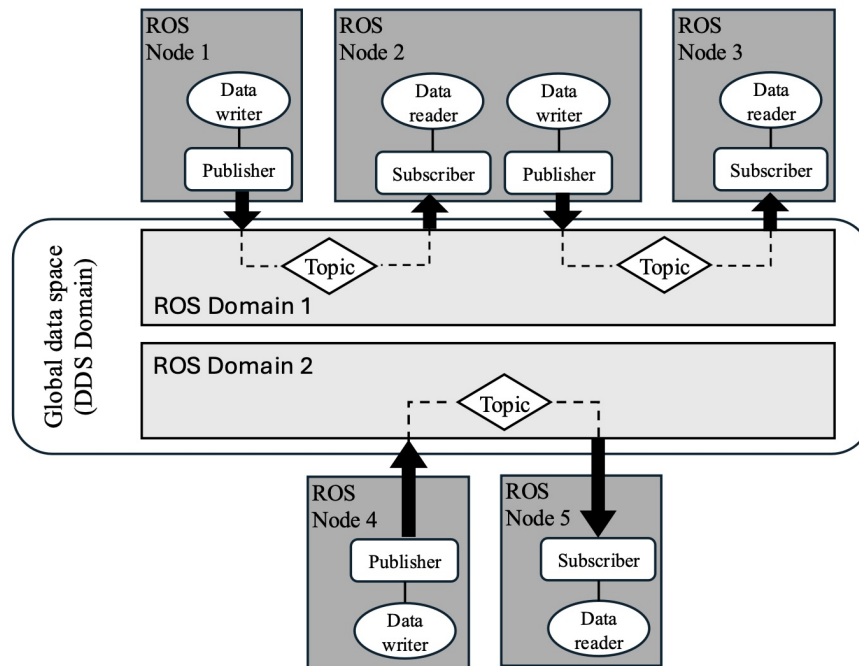 ROS
Node 1
Data
writer
Publisher
ROS
Node 2
Data
reader
Subscriber
Data
writer
Publisher
ROS
Node 3
Data
reader
Subscriber
Global data space
(DDS Domain)
Topic
Topic
ROS Domain 1
ROS Domain 2
Topic
ROS
Node 4
Publisher
Data
writer
ROS
Node 5
Subscriber
Data
reader